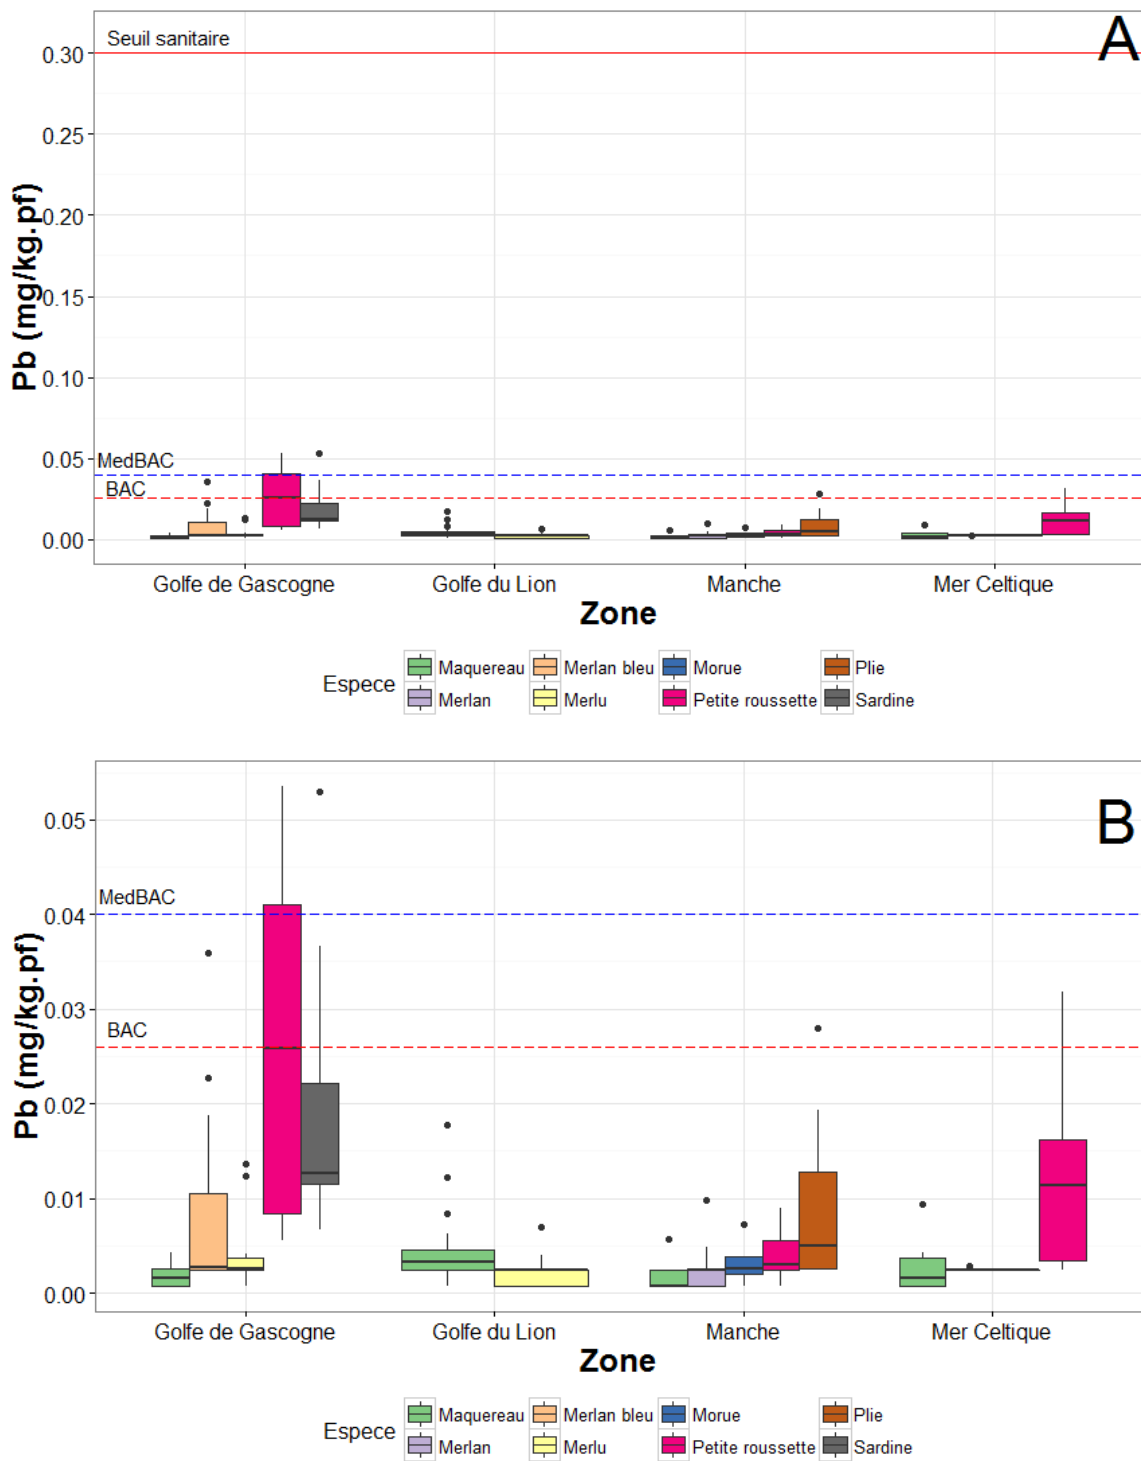 A
Seuil sanitaire
0.30
0.25
0.20
0.15
0.10
0.05
0.00
MedBAC
BAC
Pb (mg/kg.pf)
Golfe de Gascogne Golfe du Lion Manche Mer Celtique
Zone
Espece
Maquereau Merlan bleu Morue Plie
Merlan Merlu Petite roussette Sardine
B
0.05
0.04
0.03
0.02
0.01
0.00
MedBAC
BAC
Pb (mg/kg.pf)
Golfe de Gascogne Golfe du Lion Manche Mer Celtique
Zone
Espece
Maquereau Merlan bleu Morue Plie
Merlan Merlu Petite roussette Sardine